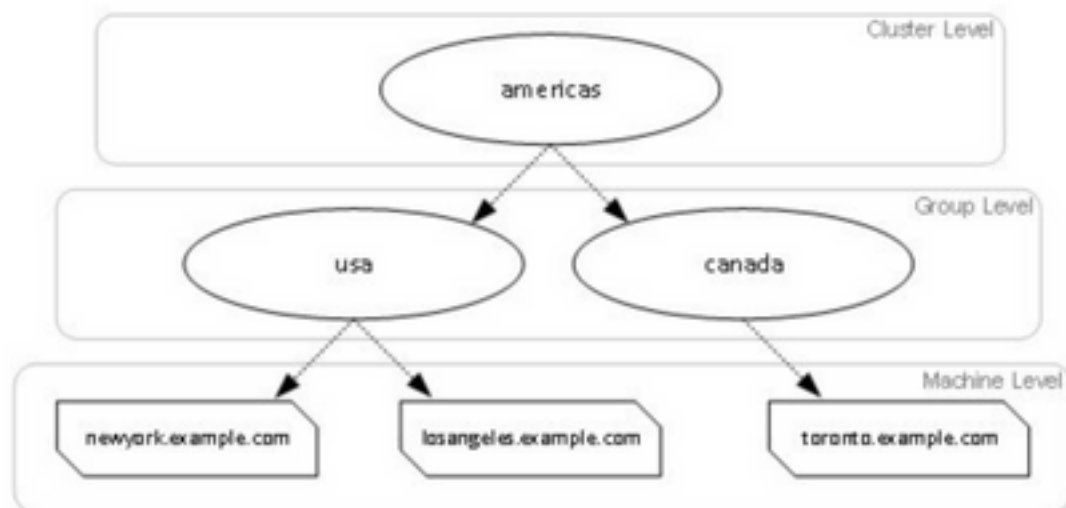 Cluster Level
americas
Group Level
usa
canada
Machine Level
newyork.example.com
losangeles.example.com
toronto.example.com